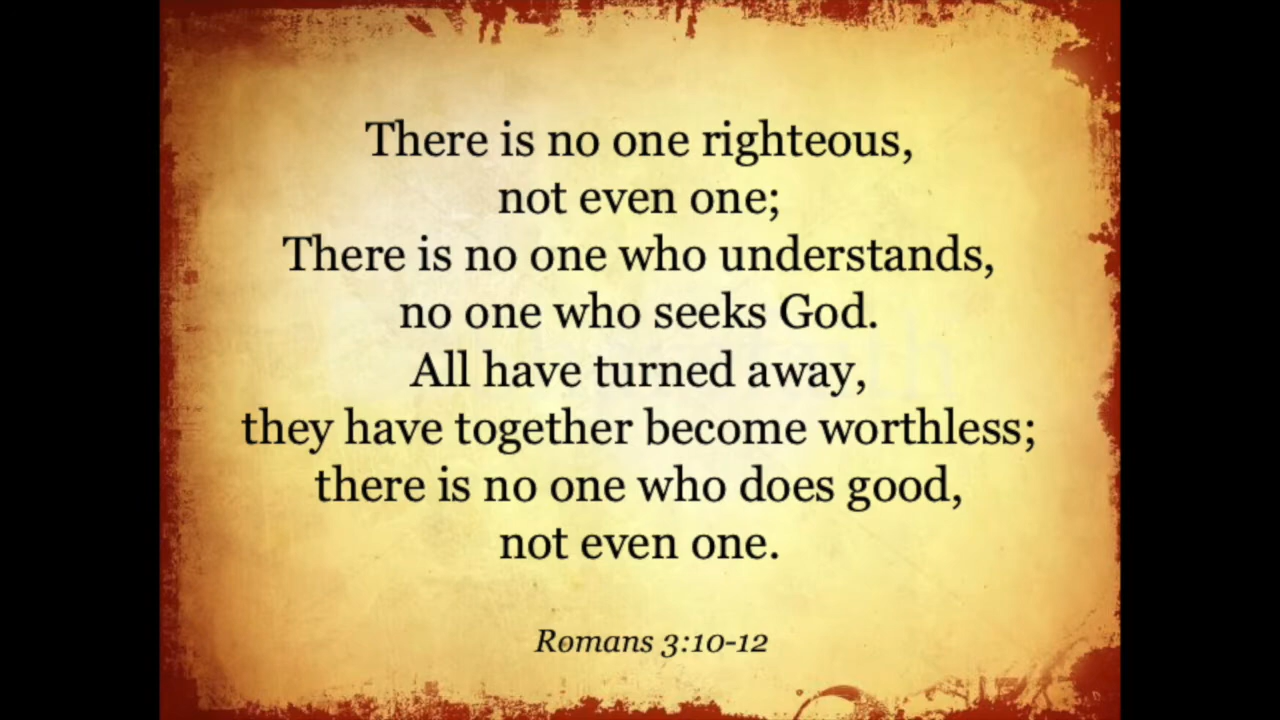 There is no one righteous,
not even one;
There is no one who understands,
no one who seeks God.
All have turned away,
they have together become worthless;
there is no one who does good,
not even one.
Romans 3:10-12